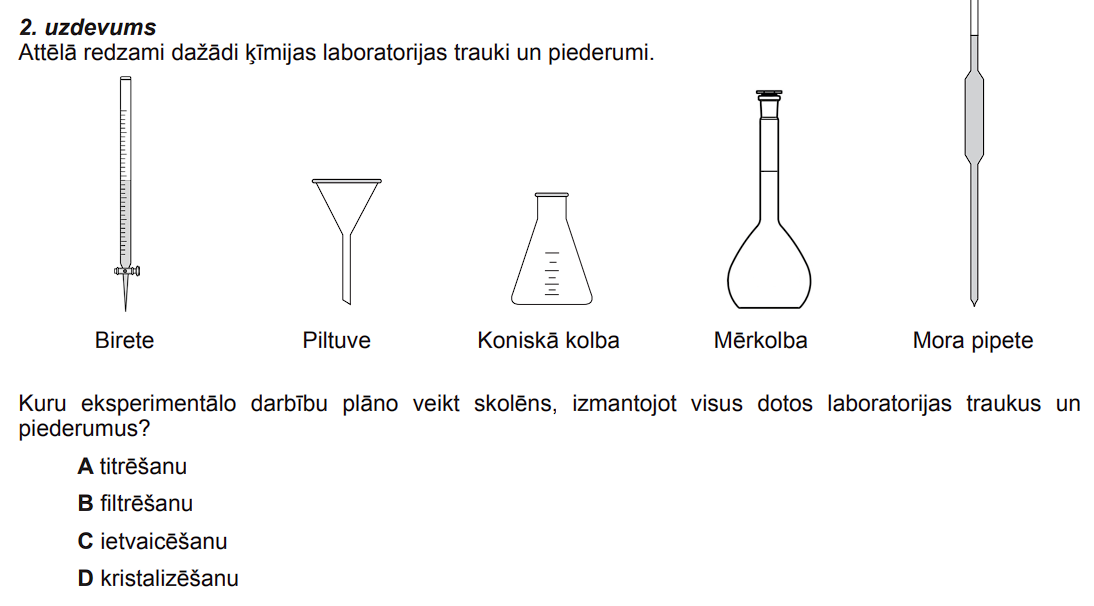 2. uzdevums
Attēlā redzami dažādi ķīmijas laboratorijas trauki un piederumi.
Birete Piltuve Koniskā kolba Mērkolba Mora pipete
Kuru eksperimentālo darbību plāno veikt skolēns, izmantojot visus dotos laboratorijas traukus un
piederumus?
A titrēšanu
B filtrēšanu
C ietvaicēšanu
D kristalizēšanu